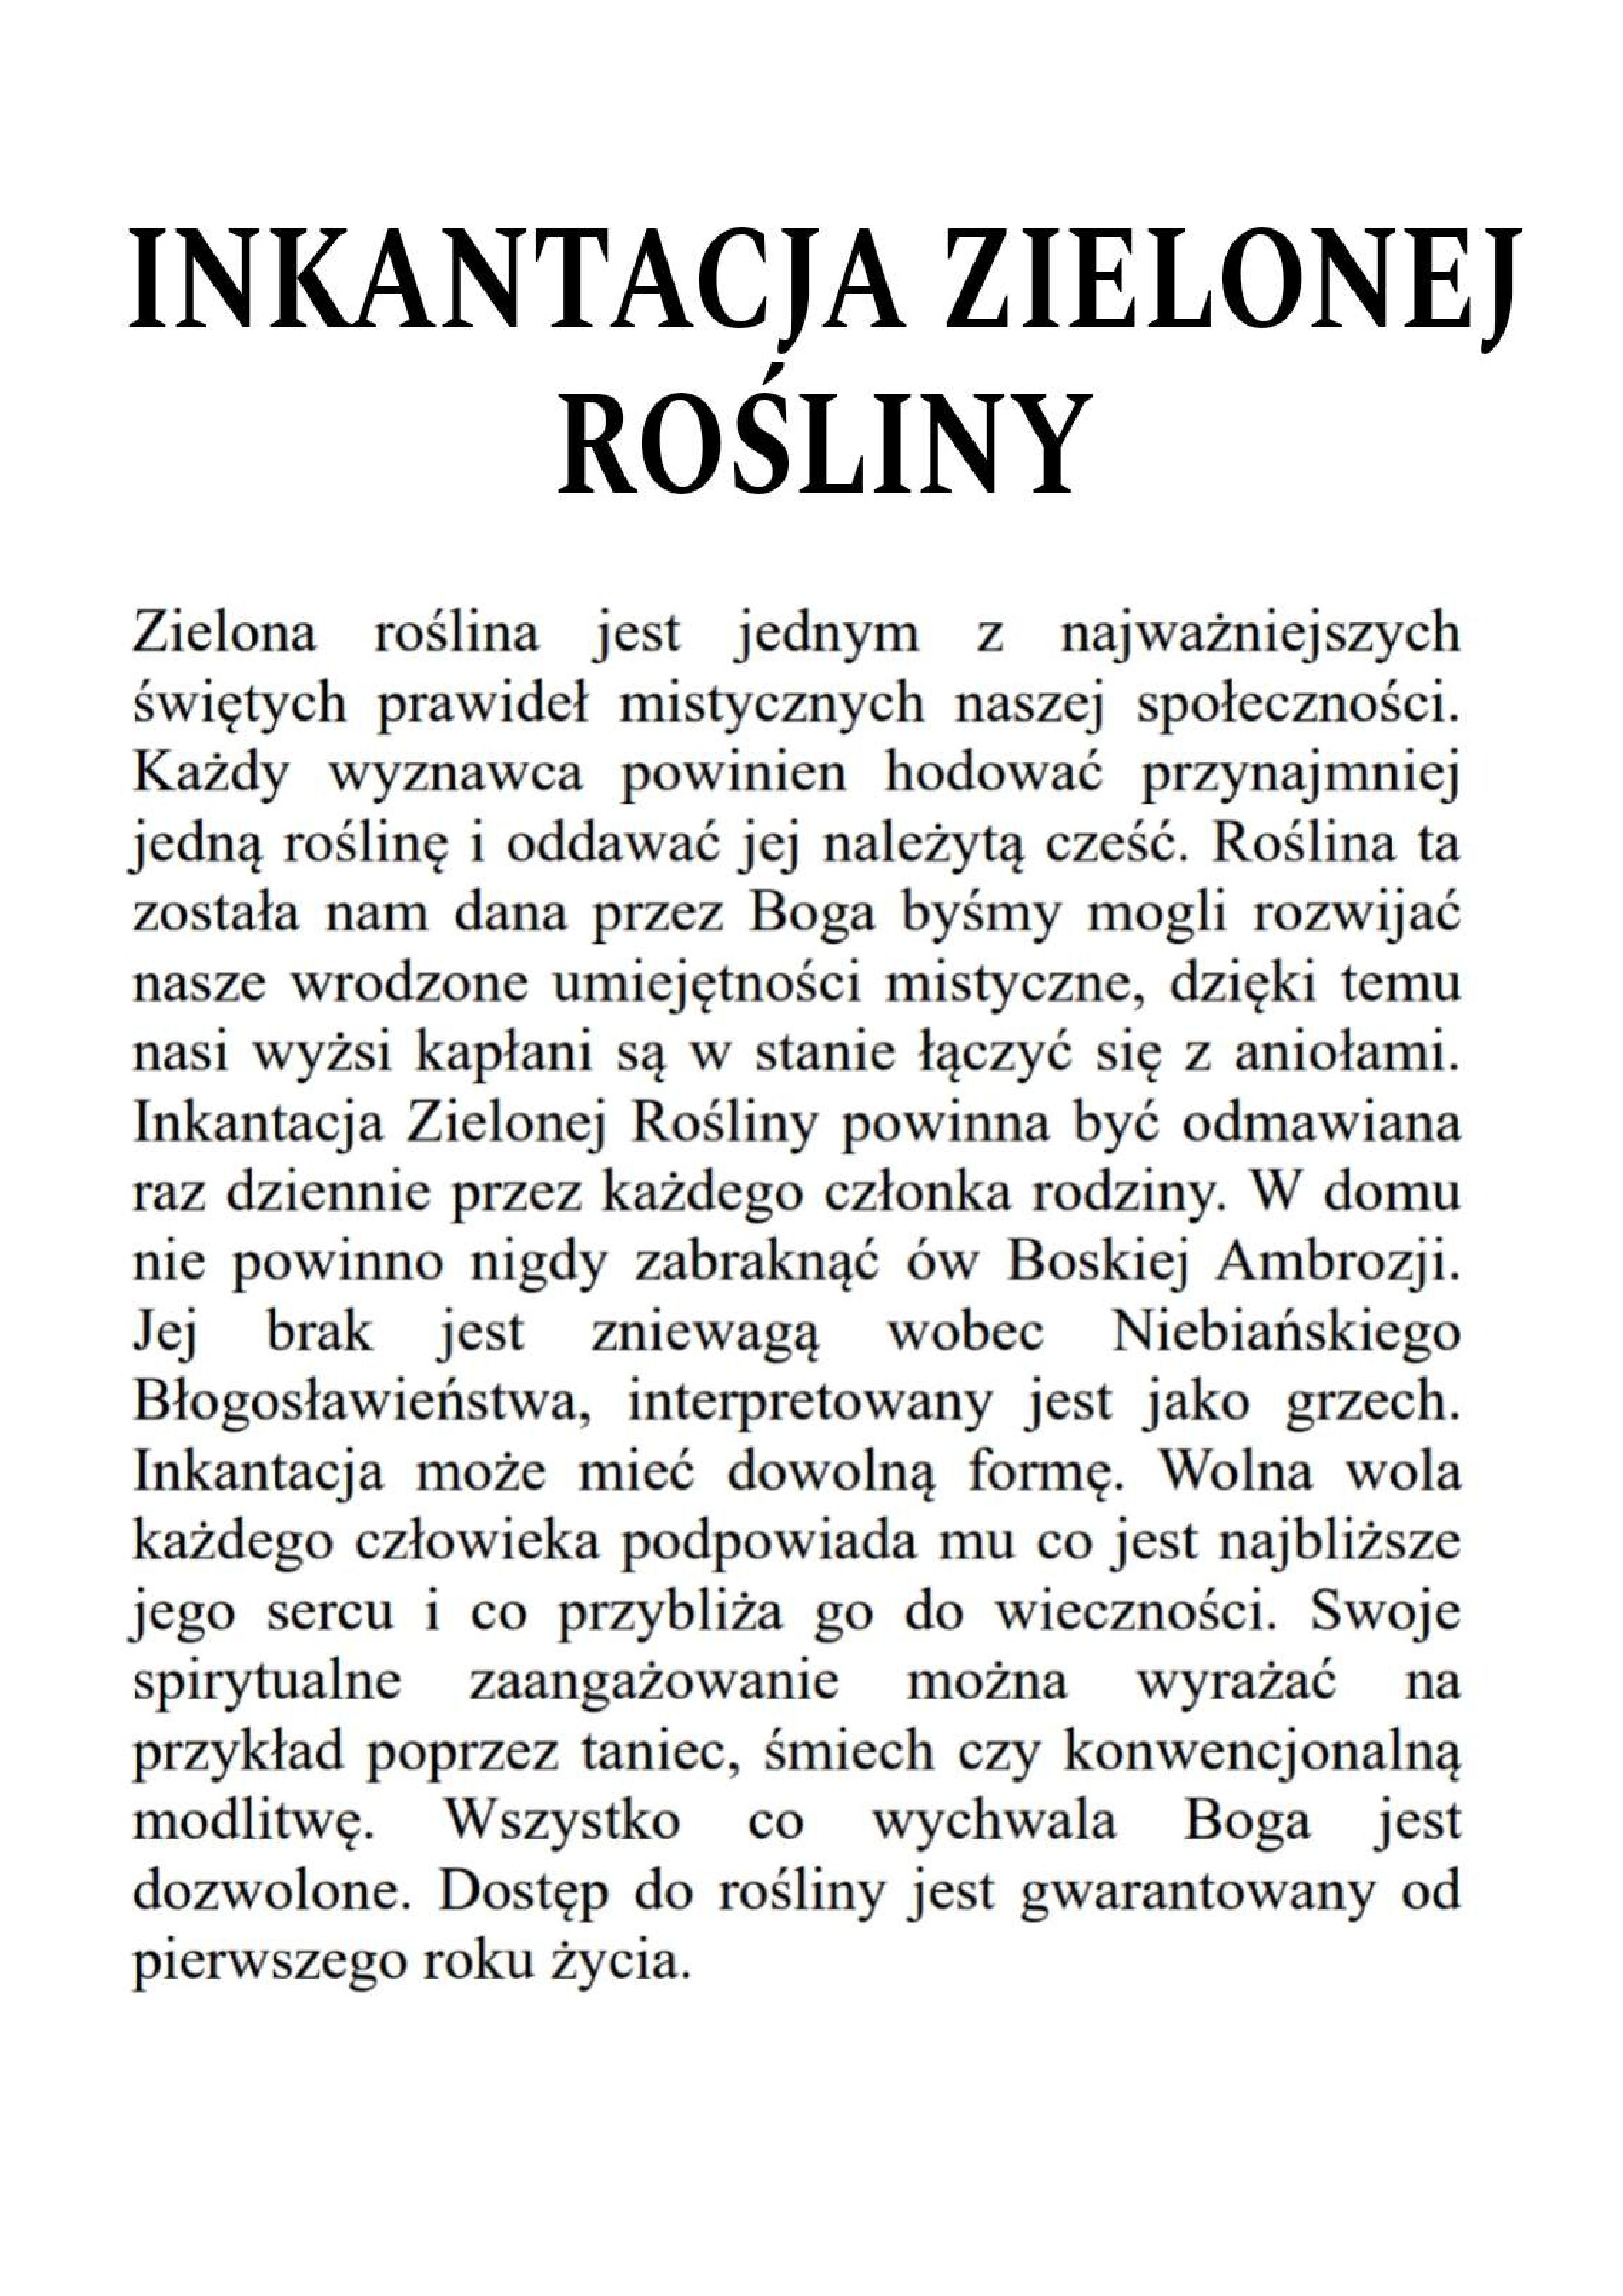 INKANTACJA ZIELONEJ
ROŚLINY
Zielona roślina jest jednym z najważniejszych
świętych prawideł mistycznych naszej społeczności.
Każdy wyznawca powinien hodować przynajmniej
jedną roślinę i oddawać jej należytą cześć. Roślina ta
została nam dana przez Boga byśmy mogli rozwijać
nasze wrodzone umiejętności mistyczne, dzięki temu
nasi wyżsi kapłani są w stanie łączyć się z aniołami.
Inkantacja Zielonej Rośliny powinna być odmawiana
raz dziennie przez każdego członka rodziny. W domu
nie powinno nigdy zabraknąć ów Boskiej Ambrozji.
Jej brak jest zniewagą wobec Niebiańskiego
Błogosławieństwa, interpretowany jest jako grzech.
Inkantacja może mieć dowolną formę. Wolna wola
każdego człowieka podpowiada mu co jest najbliższe
jego sercu i co przybliża go do wieczności. Swoje
spirytualne zaangażowanie można wyrażać na
przykład poprzez taniec, śmiech czy konwencjonalną
modlitwę. Wszystko co wychwala Boga jest
dozwolone. Dostęp do rośliny jest gwarantowany od
pierwszego roku życia.